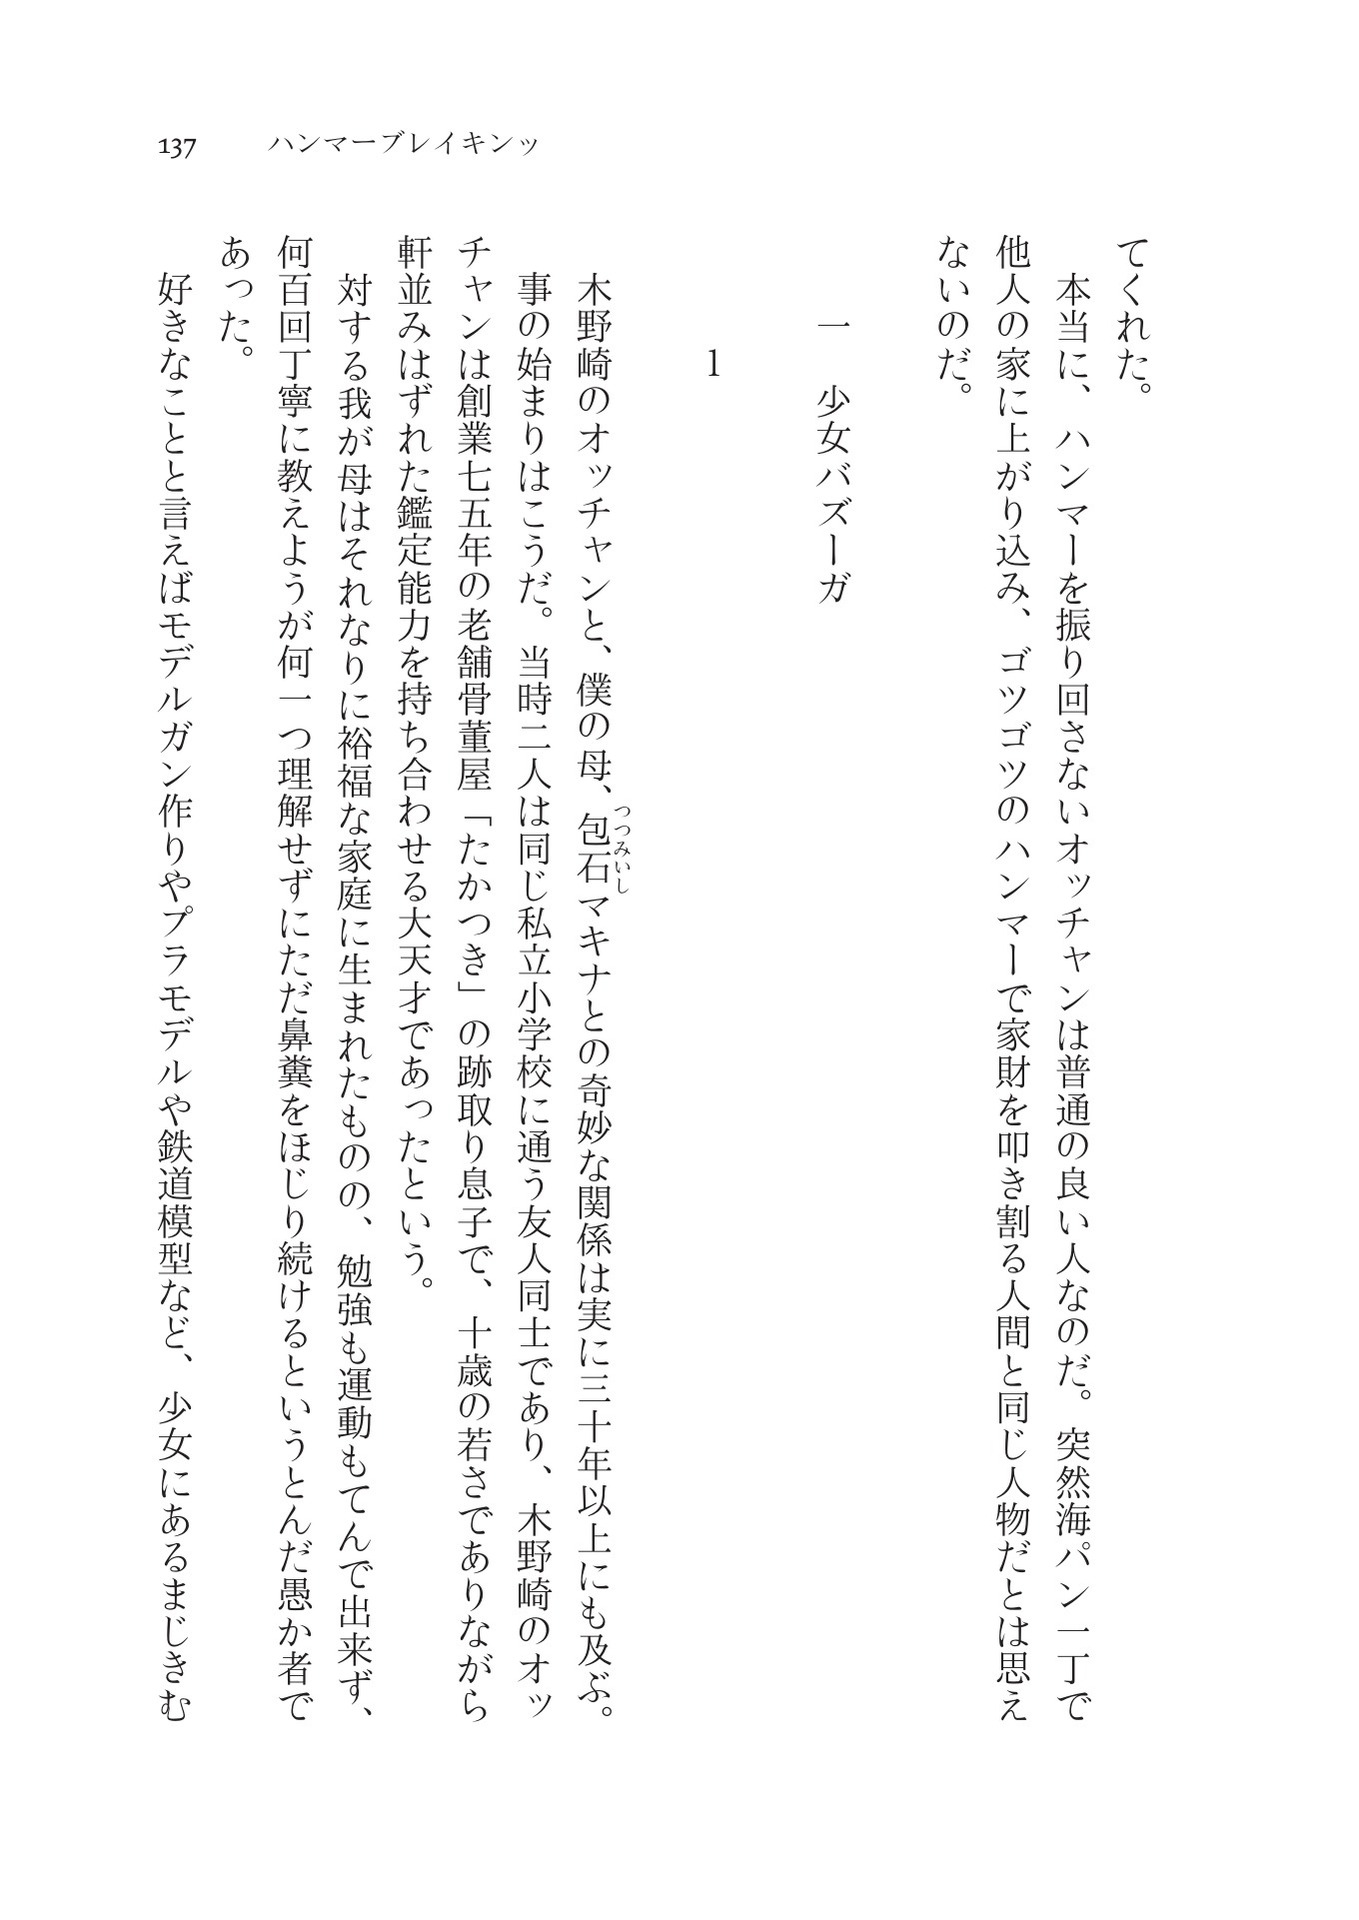 137 ハンマーブレイキンッ
てくれた。
　本当に、ハンマーを振り回さないオッチャンは普通の良い人なのだ。突然海パン一丁で
他人の家に上がり込み、ゴツゴツのハンマーで家財を叩き割る人間と同じ人物だとは思え
ないのだ。
一　少女バズーガ
1
　木野崎のオッチャンと、僕の母、包石マキナとの奇妙な関係は実に三十年以上にも及ぶ。
つつみいし
　事の始まりはこうだ。当時二人は同じ私立小学校に通う友人同士であり、木野崎のオッ
チャンは創業七五年の老舗骨董屋「たかつき」の跡取り息子で、十歳の若さでありながら
軒並みはずれた鑑定能力を持ち合わせる大天才であったという。
　対する我が母はそれなりに裕福な家庭に生まれたものの、勉強も運動もてんで出来ず、
何百回丁寧に教えようが何一つ理解せずにただ鼻糞をほじり続けるというとんだ愚か者で
あった。
　好きなことと言えばモデルガン作りやプラモデルや鉄道模型など、少女にあるまじきむ